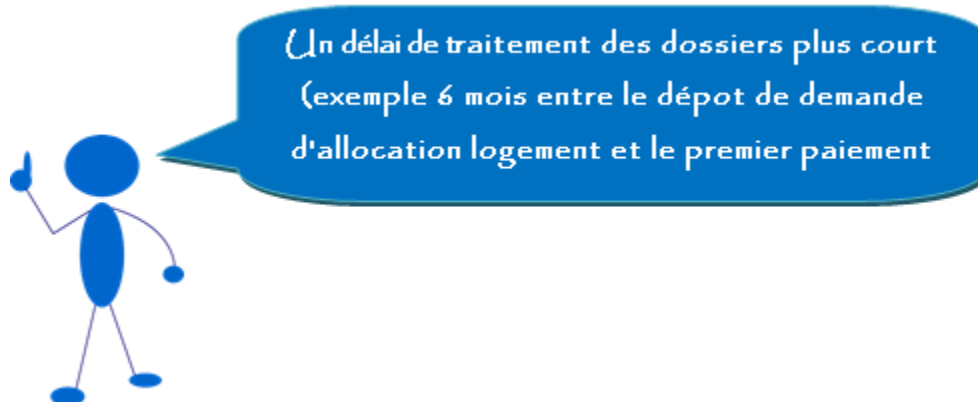 Un délai de traitement des dossiers plus court
(exemple 6 mois entre le dépot de demande
d'allocation logement et le premier paiement